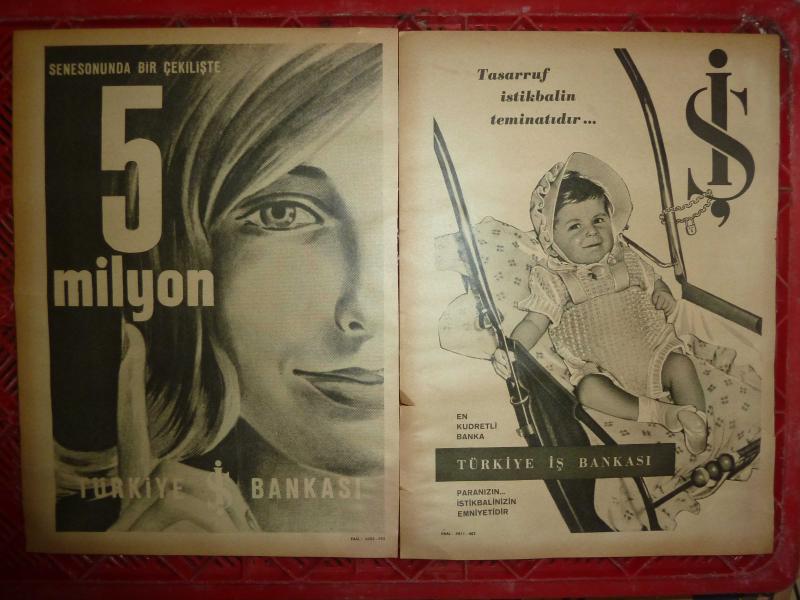 SENESONUNDA BİR ÇEKİLİŞTE
5
milyon
TÜRKİYE İŞ BANKASI
Tasarruf
istikbalin
teminatıdır...
İŞ
EN
KUDRETLİ
BANKA
TÜRKİYE İŞ BANKASI
PARANIZIN...
İSTİKBALİNİZİN
EMNİYETİDİR